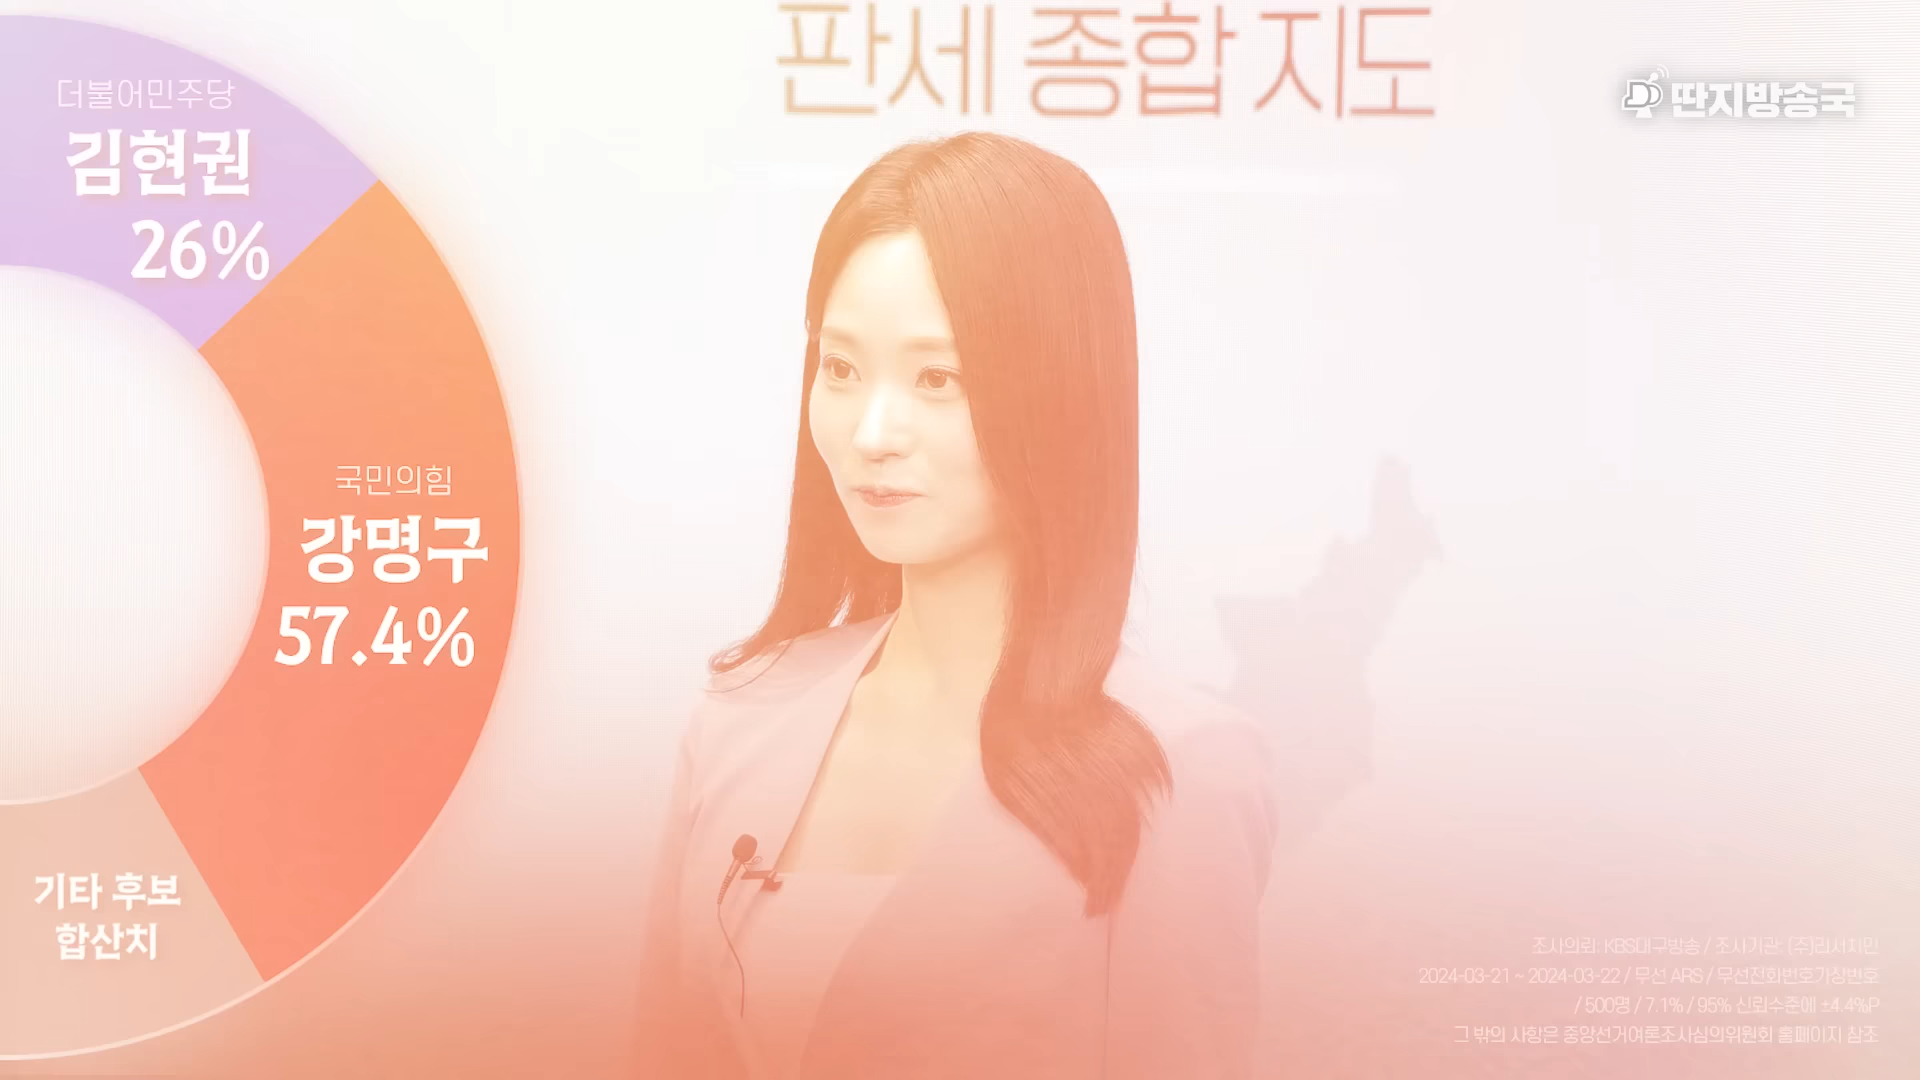 판세 종합 지도
딴지방송국
더불어민주당
김현권
26%
국민의힘
강명구
57.4%
기타 후보
합산치
조사의뢰: KBS대구방송 / 조사기관: (주)리서치민
2024-03-21 ~ 2024-03-22 / 무선 ARS / 무선전화번호가상번호
/ 500명 / 7.1% / 95% 신뢰수준에 ±4.4%P
그 밖의 사항은 중앙선거여론조사심의위원회 홈페이지 참조